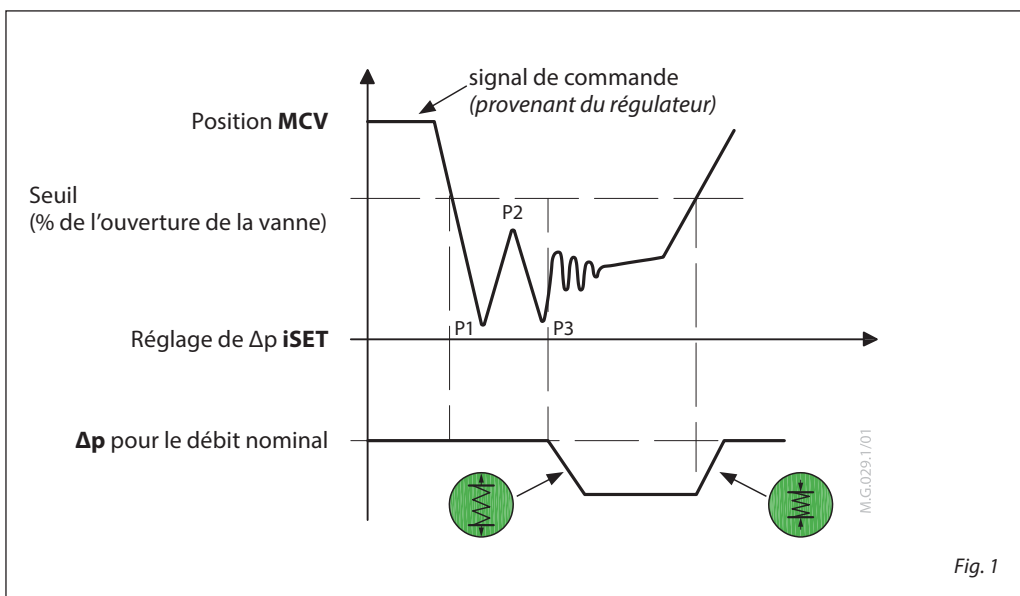 signal de commande
(provenant du régulateur)
Position MCV
Seuil
(% de l'ouverture de la vanne)
P2
P1
P3
Réglage de Δp iSET
Δp pour le débit nominal
M.G.029.1/01
Fig. 1